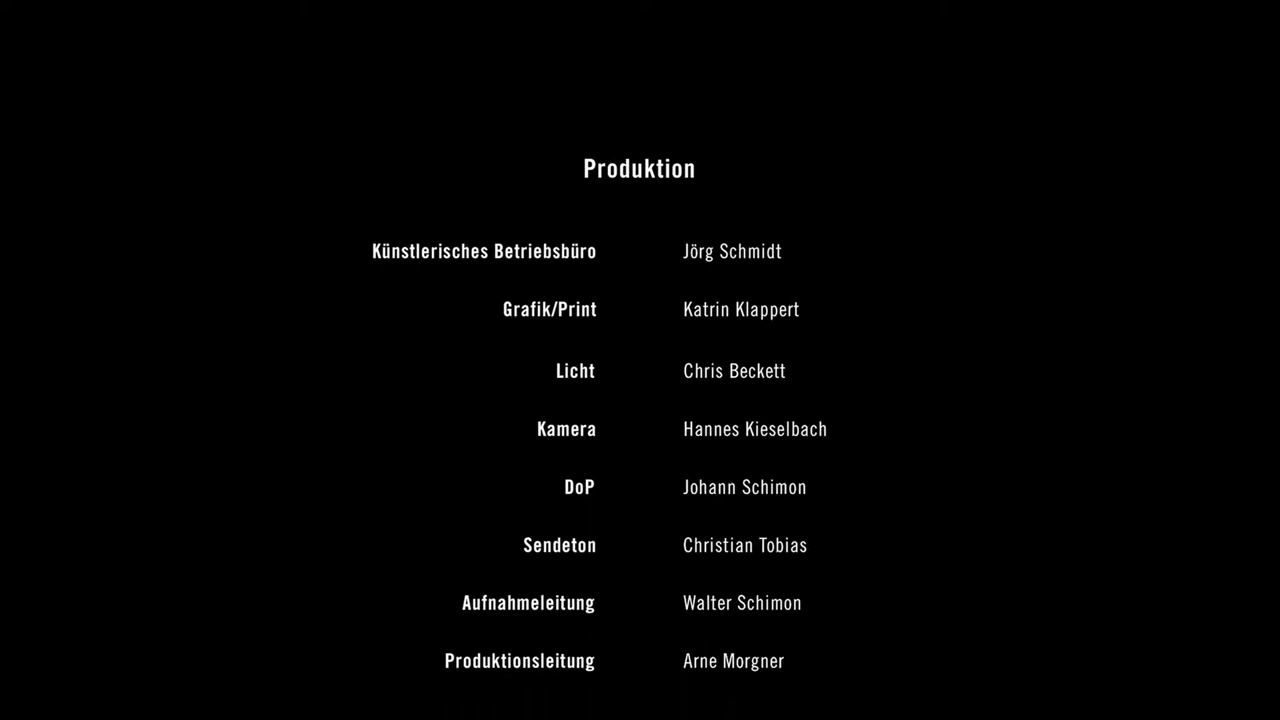 Produktion
Künstlerisches Betriebsbüro Jörg Schmidt
Grafik/Print Katrin Klappert
Licht Chris Beckett
Kamera Hannes Kieselbach
DoP Johann Schimon
Sendeton Christian Tobias
Aufnahmeleitung Walter Schimon
Produktionsleitung Arne Morgner